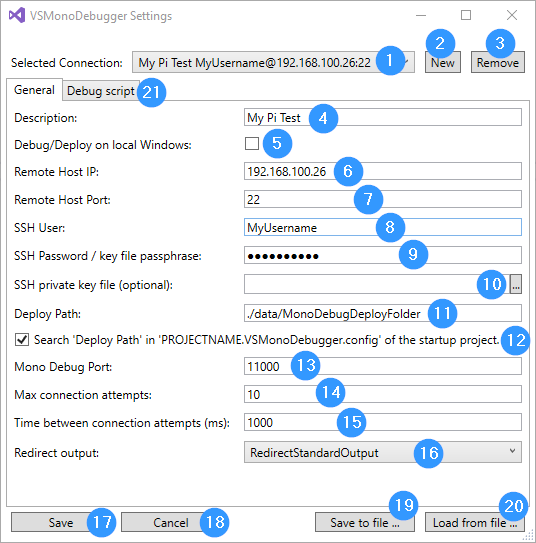 VSMonoDebugger Settings
2 3
Selected Connection: My Pi Test MyUsername@192.168.100.26:22 1 New Remove
General Debug script 21
Description: My Pi Test 4
Debug/Deploy on local Windows: 5
Remote Host IP: 192.168.100.26 6
Remote Host Port: 22 7
SSH User: MyUsername 8
SSH Password / key file passphrase: ●●●●●●●●●● 9
SSH private key file (optional): 10 ...
Deploy Path: ./data/MonoDebugDeployFolder 11
Search 'Deploy Path' in 'PROJECTNAME.VSMonoDebugger.config' of the startup project. 12
Mono Debug Port: 11000 13
Max connection attempts: 10 14
Time between connection attempts (ms): 1000 15
Redirect output: RedirectStandardOutput 16
Save 17 Cancel 18 Save to file ... 19 Load from file ... 20